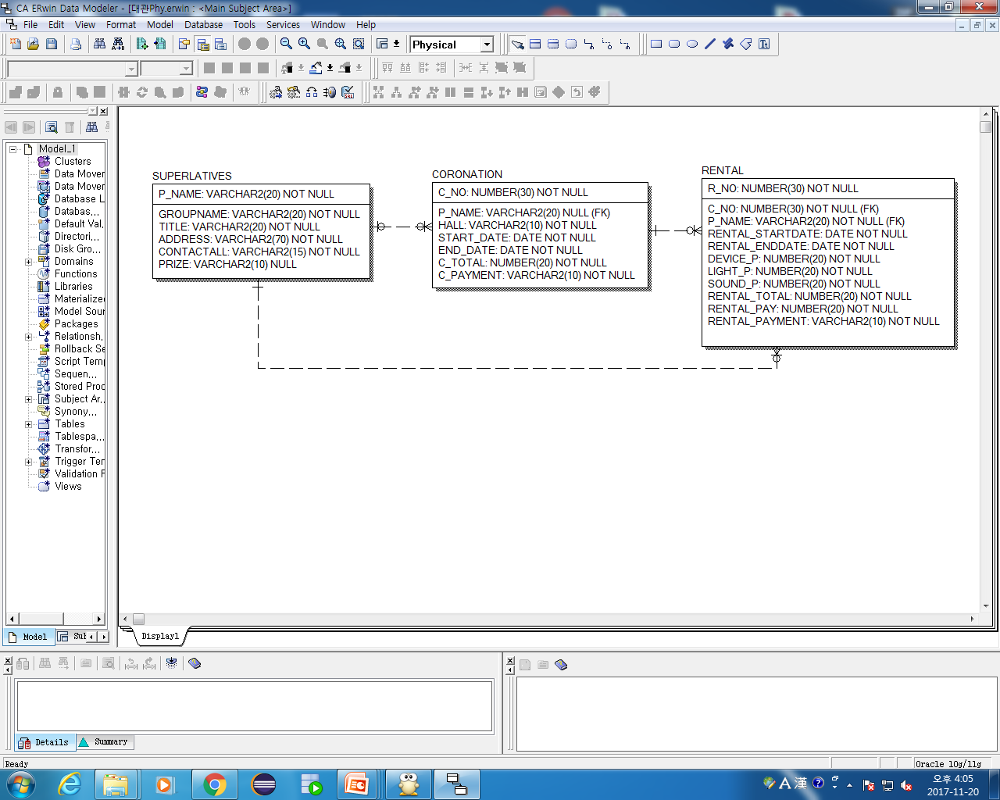 CA ERwin Data Modeler - [대관Phy.erwin : <Main Subject Area>]
File Edit View Format Model Database Tools Services Window Help
Physical
Model_1
Clusters
Data Mover
Data Mover
Database L
Databas...
Default Val..
Directori...
Disk Gro...
Domains
Functions
Libraries
Materialized
Model Sour
Packages
Relationsh..
Rollback Se
Script Temp
Sequen...
Stored Proc
Subject Ar..
Synony...
Tables
Tablespa...
Transfor...
Trigger Ter
Validation F
Views
Model
Sul
SUPERLATIVES
P_NAME: VARCHAR2(20) NOT NULL
GROUPNAME: VARCHAR2(20) NOT NULL
TITLE: VARCHAR2(20) NOT NULL
ADDRESS: VARCHAR2(70) NOT NULL
CONTACTALL: VARCHAR2(15) NOT NULL
PRIZE: VARCHAR2(10) NULL
CORONATION
C_NO: NUMBER(30) NOT NULL
P_NAME: VARCHAR2(20) NULL (FK)
HALL: VARCHAR2(10) NOT NULL
START_DATE: DATE NOT NULL
END_DATE: DATE NOT NULL
C_TOTAL: NUMBER(20) NOT NULL
C_PAYMENT: VARCHAR2(10) NOT NULL
RENTAL
R_NO: NUMBER(30) NOT NULL
C_NO: NUMBER(30) NOT NULL (FK)
P_NAME: VARCHAR2(20) NOT NULL (FK)
RENTAL_STARTDATE: DATE NOT NULL
RENTAL_ENDDATE: DATE NOT NULL
DEVICE_P: NUMBER(20) NOT NULL
LIGHT_P: NUMBER(20) NOT NULL
SOUND_P: NUMBER(20) NOT NULL
RENTAL_TOTAL: NUMBER(20) NOT NULL
RENTAL_PAY: NUMBER(20) NOT NULL
RENTAL_PAYMENT: VARCHAR2(10) NOT NULL
Display1
Details
Summary
Ready
Oracle 10g/11g
A 漢
오후 4:05
2017-11-20